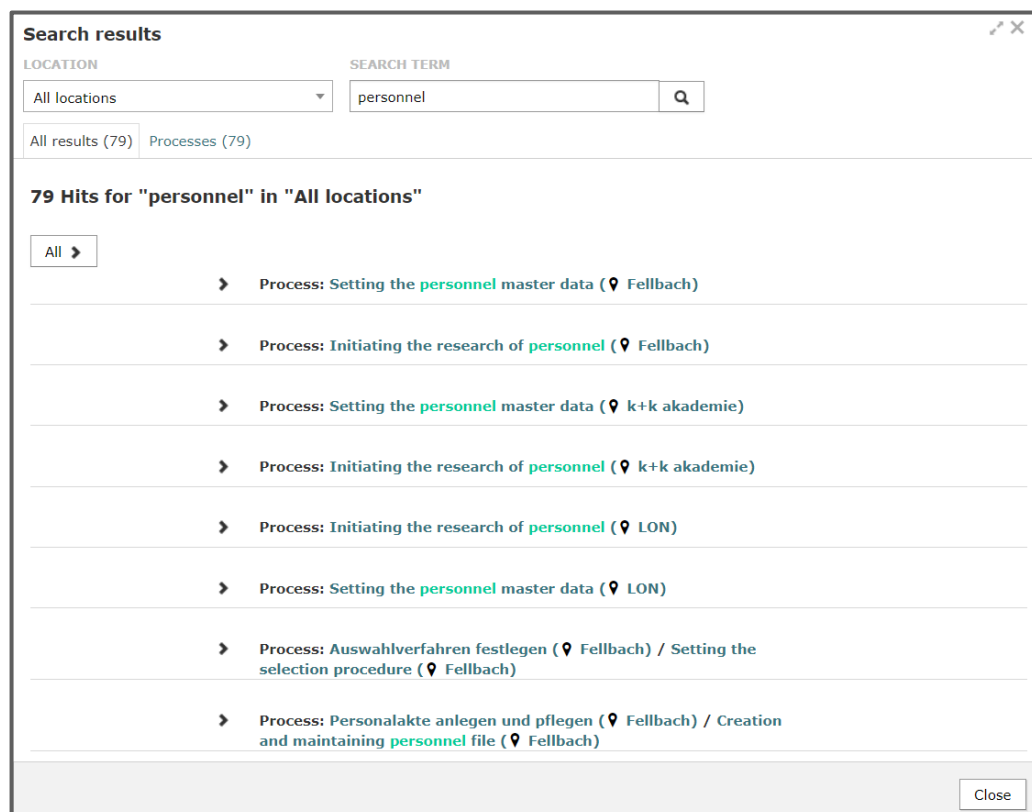 Search results
LOCATION
SEARCH TERM
All locations
personnel
All results (79)
Processes (79)
79 Hits for "personnel" in "All locations"
All
Process: Setting the personnel master data ( Fellbach)
Process: Initiating the research of personnel ( Fellbach)
Process: Setting the personnel master data ( k+k akademie)
Process: Initiating the research of personnel ( k+k akademie)
Process: Initiating the research of personnel ( LON)
Process: Setting the personnel master data ( LON)
Process: Auswahlverfahren festlegen ( Fellbach) / Setting the
selection procedure ( Fellbach)
Process: Personalakte anlegen und pflegen ( Fellbach) / Creation
and maintaining personnel file ( Fellbach)
Close